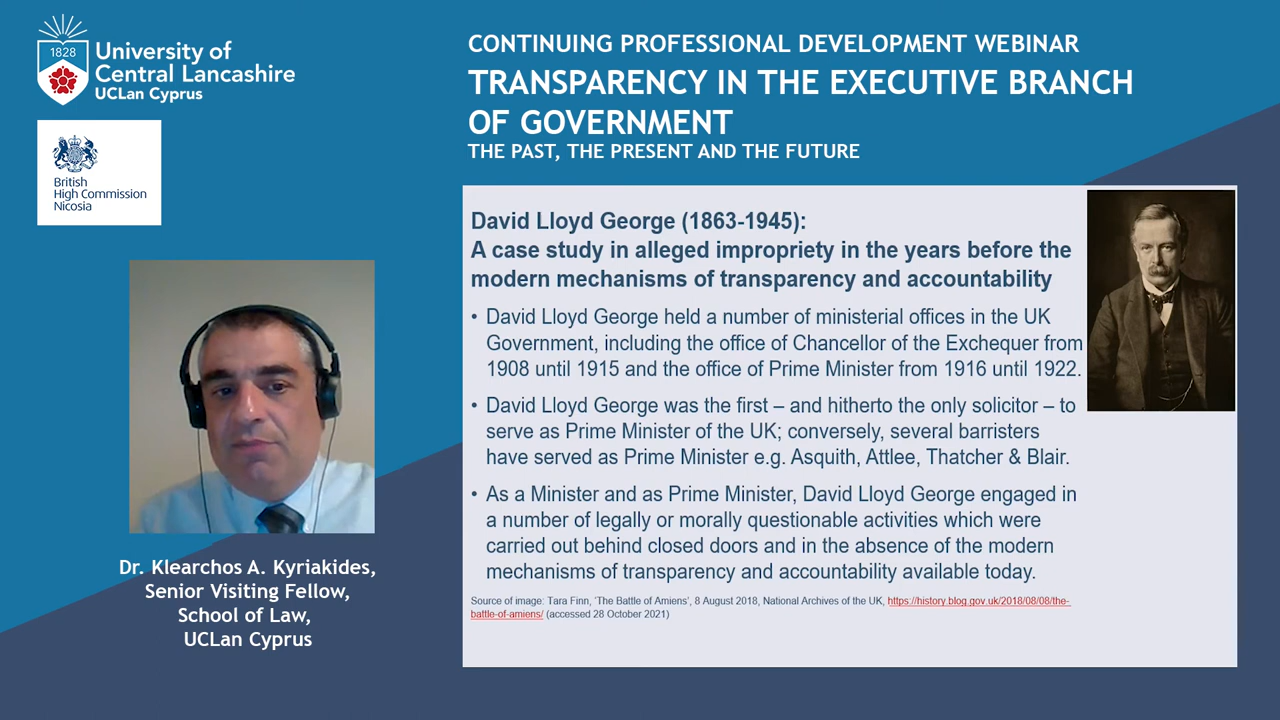 1828
University of
Central Lancashire
UCLan Cyprus
British
High Commission
Nicosia
CONTINUING PROFESSIONAL DEVELOPMENT WEBINAR
TRANSPARENCY IN THE EXECUTIVE BRANCH
OF GOVERNMENT
THE PAST, THE PRESENT AND THE FUTURE
David Lloyd George (1863-1945):
A case study in alleged impropriety in the years before the
modern mechanisms of transparency and accountability
• David Lloyd George held a number of ministerial offices in the UK
Government, including the office of Chancellor of the Exchequer from
1908 until 1915 and the office of Prime Minister from 1916 until 1922.
• David Lloyd George was the first – and hitherto the only solicitor – to
serve as Prime Minister of the UK; conversely, several barristers
have served as Prime Minister e.g. Asquith, Attlee, Thatcher & Blair.
• As a Minister and as Prime Minister, David Lloyd George engaged in
a number of legally or morally questionable activities which were
carried out behind closed doors and in the absence of the modern
mechanisms of transparency and accountability available today.
Source of image: Tara Finn, 'The Battle of Amiens', 8 August 2018, National Archives of the UK, https://history.blog.gov.uk/2018/08/08/the-
battle-of-amiens/ (accessed 28 October 2021)
Dr. Klearchos A. Kyriakides,
Senior Visiting Fellow,
School of Law,
UCLan Cyprus